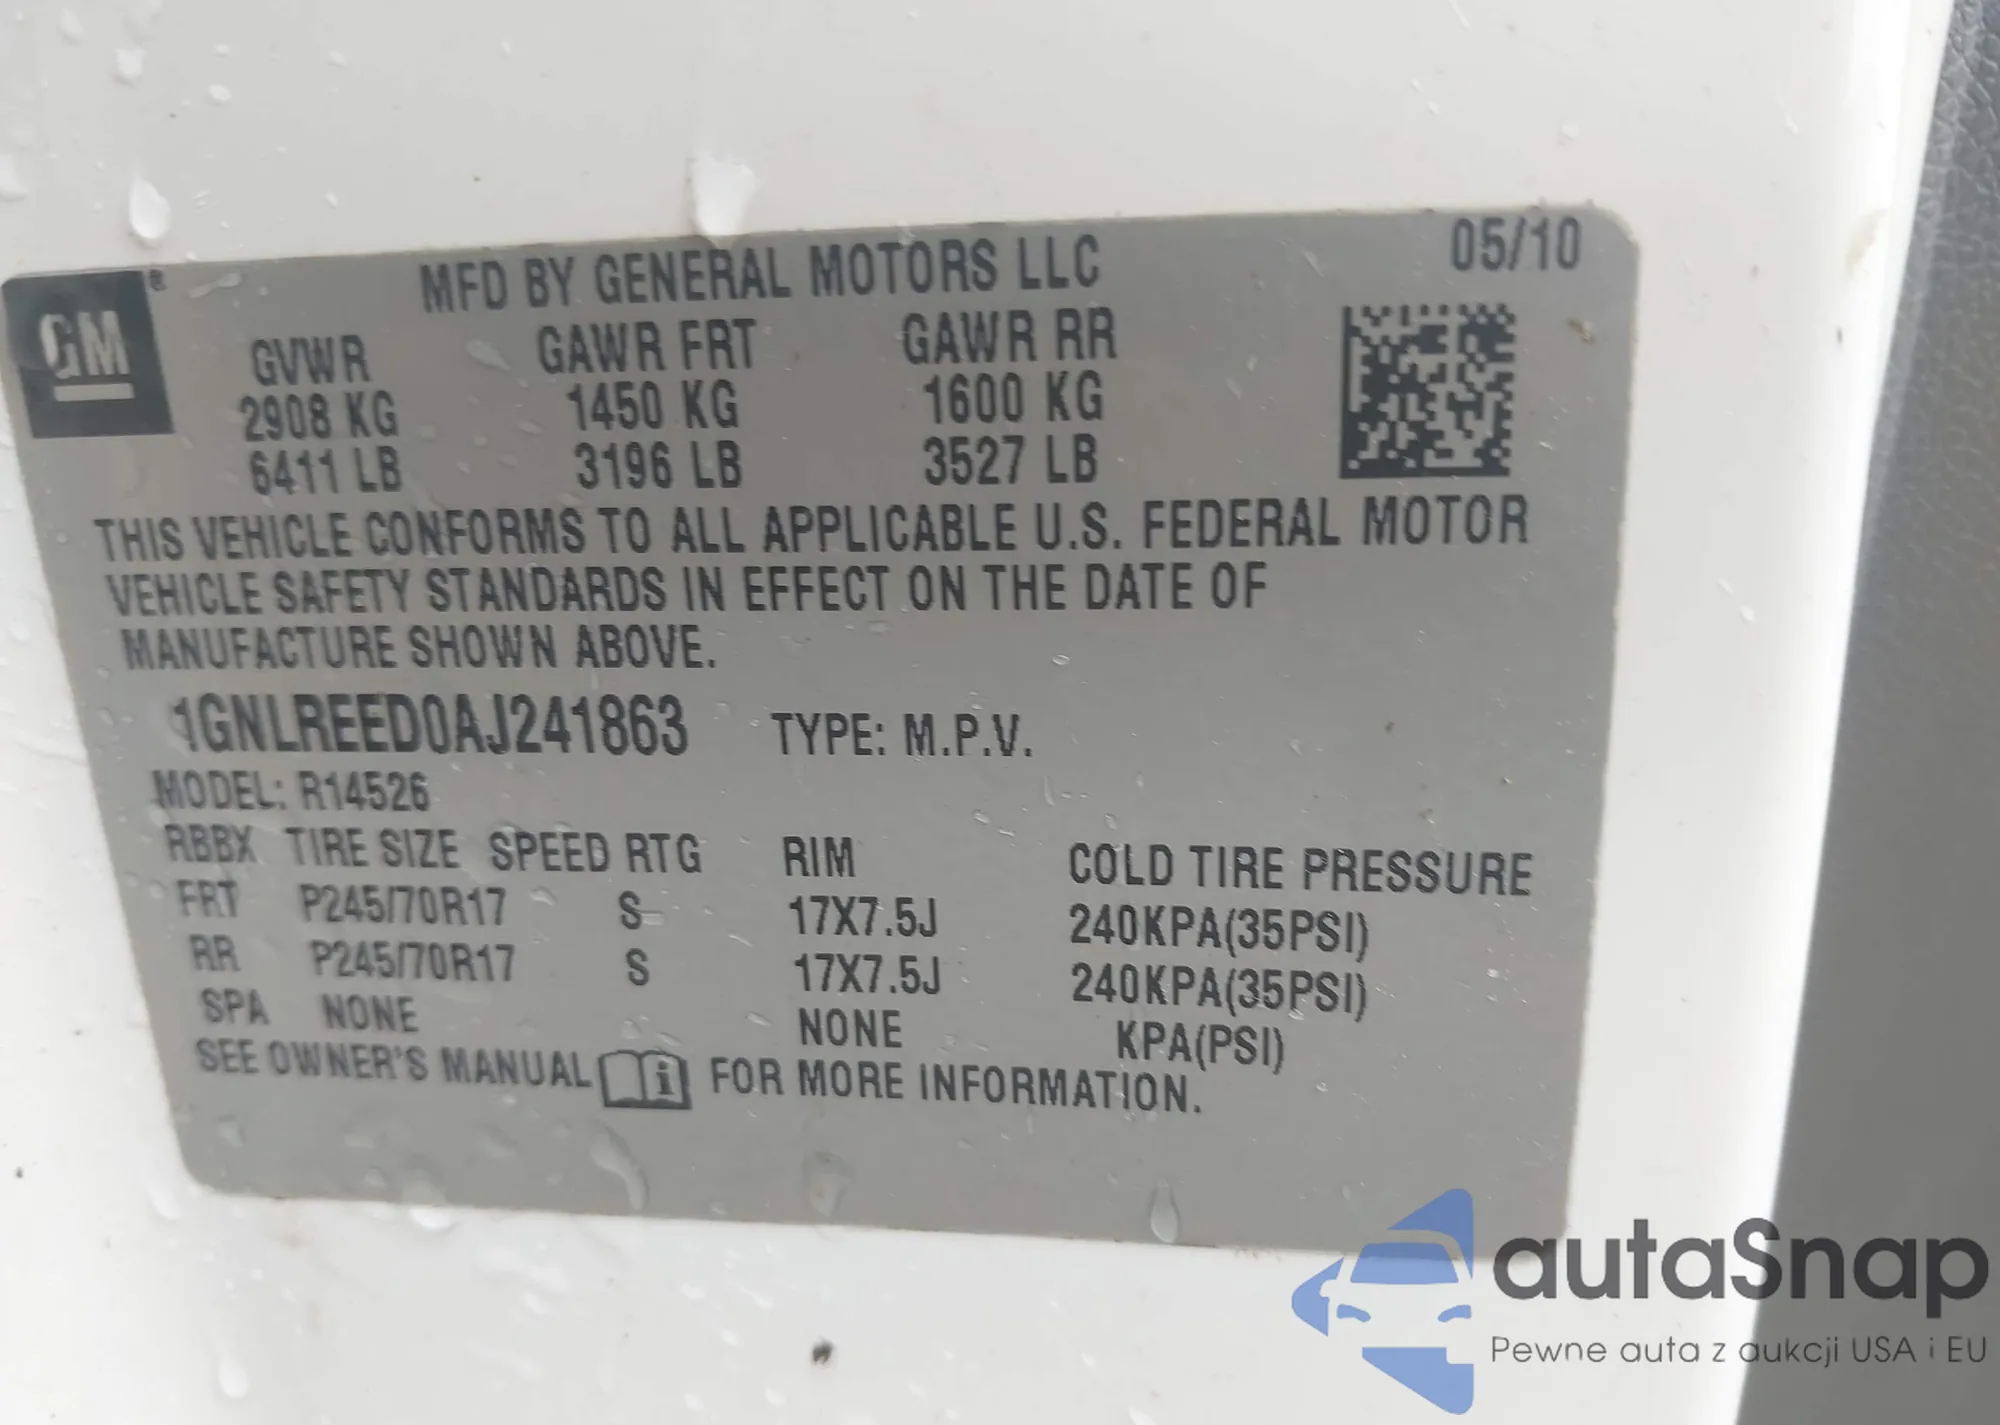 GM ®
MFD BY GENERAL MOTORS LLC 05/10
GVWR GAWR FRT GAWR RR
2908 KG 1450 KG 1600 KG
6411 LB 3196 LB 3527 LB
THIS VEHICLE CONFORMS TO ALL APPLICABLE U.S. FEDERAL MOTOR
VEHICLE SAFETY STANDARDS IN EFFECT ON THE DATE OF
MANUFACTURE SHOWN ABOVE.
1GNLREED0AJ241863 TYPE: M.P.V.
MODEL: R14526
RBBX TIRE SIZE SPEED RTG RIM COLD TIRE PRESSURE
FRT P245/70R17 S 17X7.5J 240KPA(35PSI)
RR P245/70R17 S 17X7.5J 240KPA(35PSI)
SPA NONE NONE KPA(PSI)
SEE OWNER'S MANUAL i FOR MORE INFORMATION.
autaSnap
Pewne auta z aukcji USA i EU